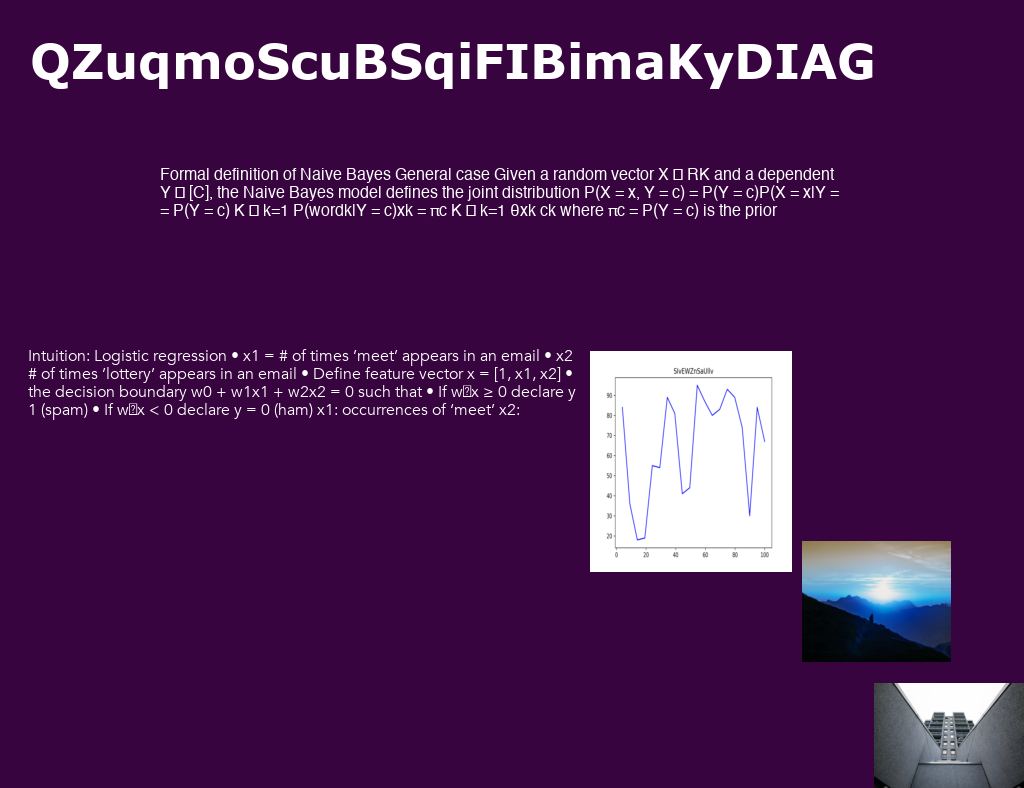 QZuqmoScuBSqiFIBimaKyDIAG
Formal definition of Naive Bayes General case Given a random vector X RK and a dependent
Y [C], the Naive Bayes model defines the joint distribution P(X = x, Y = c) = P(Y = c)P(X = x|Y =
= P(Y = c) K k=1 P(wordk|Y = c)xk = πc K k=1 θxk ck where πc = P(Y = c) is the prior
Intuition: Logistic regression • x1 = # of times ‘meet’ appears in an email • x2
# of times ‘lottery’ appears in an email • Define feature vector x = [1, x1, x2] •
the decision boundary w0 + w1x1 + w2x2 = 0 such that • If w x ≥ 0 declare y
1 (spam) • If w x < 0 declare y = 0 (ham) x1: occurrences of ‘meet’ x2:
90
80
70
60
50
40
30
20
0 20 40 60 80 100